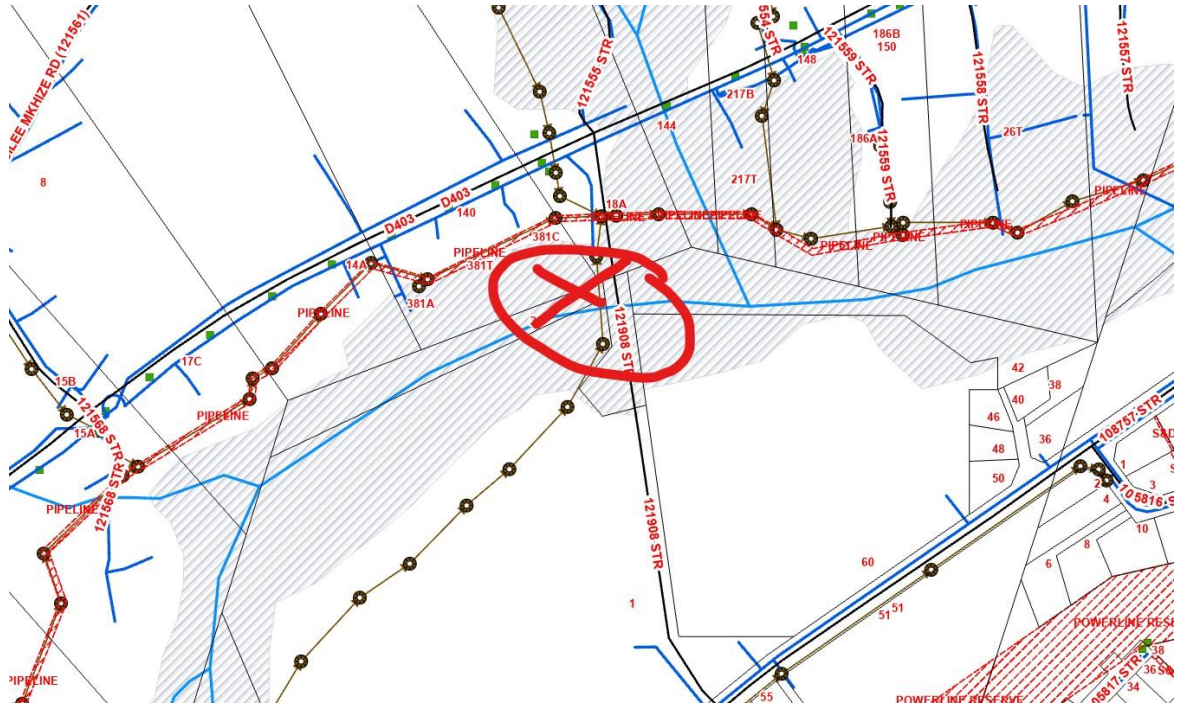 LEE MKHIZE RD (121561)
121555 STR
554 STR
121559 STR
186B
150
148
121558 STR
121557 STR
217B
144
186A
26T
121559 STR
8
217T
D403
D403
140
18A
PIPELINE
PIPELINE
PIPELINE
PIPELINE
PIPELINE
PIPELINE
381C
PIPELINE
381T
14A
381A
PIPELINE
121908 STR
17C
15B
PIPELINE
121568 STR
15A
42
38
40
46
36
48
50
108757 STR
S&D
1
3
2
4
105816 S
10
121568 STR
PIPELINE
121908 STR
60
8
6
51
51
1
POWERLINE RESE
38
36
34
05817 STR
PIPELINE
55
POWERLINE RESERVE